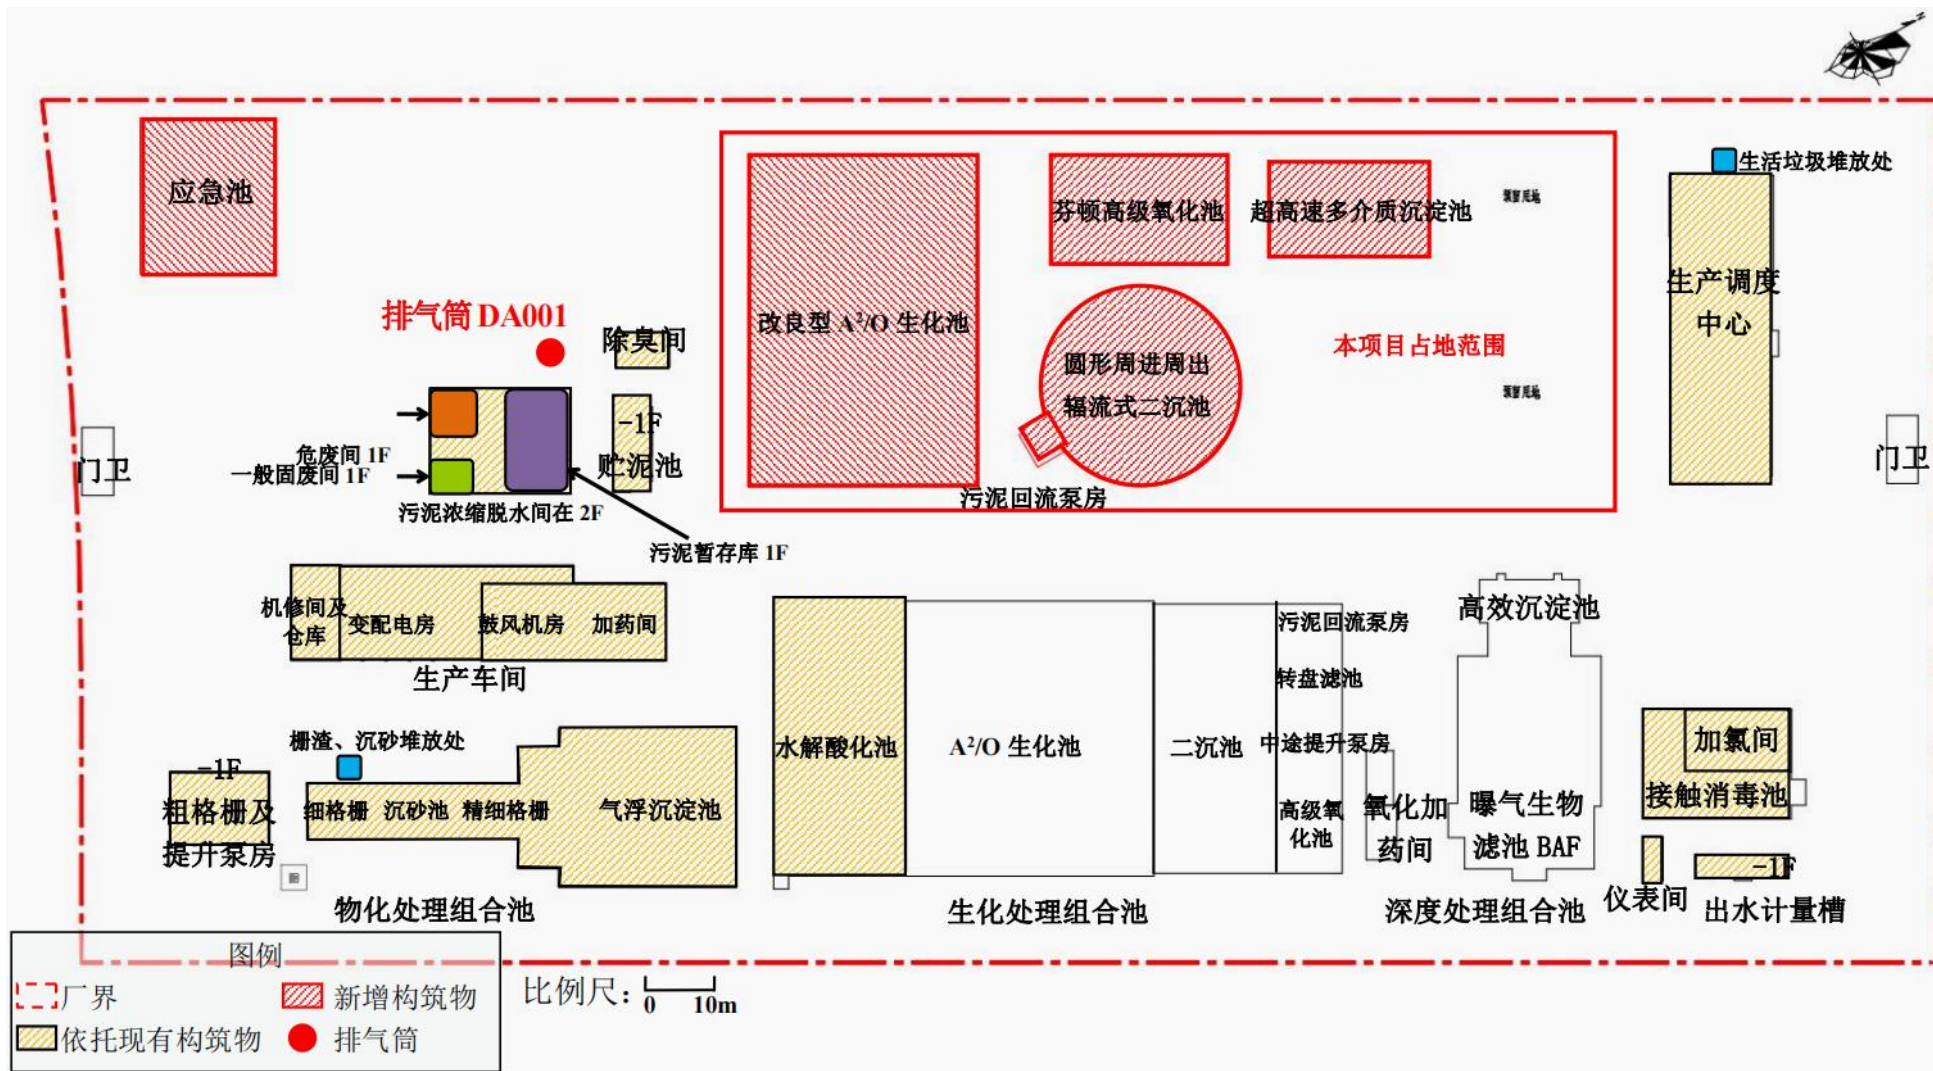 N
生活垃圾堆放处
应急池
芬顿高级氧化池
超高速多介质沉淀池
预留用地
生产调度
中心
排气筒 DA001
除臭间
改良型 A²/O 生化池
圆形周进周出
辐流式二沉池
本项目占地范围
预留用地
-1F
贮泥池
危废间 1F
一般固废间 1F
门卫
门卫
污泥浓缩脱水间在 2F
污泥回流泵房
污泥暂存库 1F
机修间及
仓库
变配电房
鼓风机房
加药间
生产车间
污泥回流泵房
高效沉淀池
转盘滤池
栅渣、沉砂堆放处
水解酸化池
A²/O 生化池
二沉池
中途提升泵房
加氯间
-1F
粗格栅及
提升泵房
细格栅
沉砂池
精细格栅
气浮沉淀池
高级氧
化池
氧化加
药间
曝气生物
滤池 BAF
接触消毒池
-1F
仪表间
出水计量槽
物化处理组合池
生化处理组合池
深度处理组合池
图例
厂界
新增构筑物
依托现有构筑物
排气筒
比例尺：
0 10m